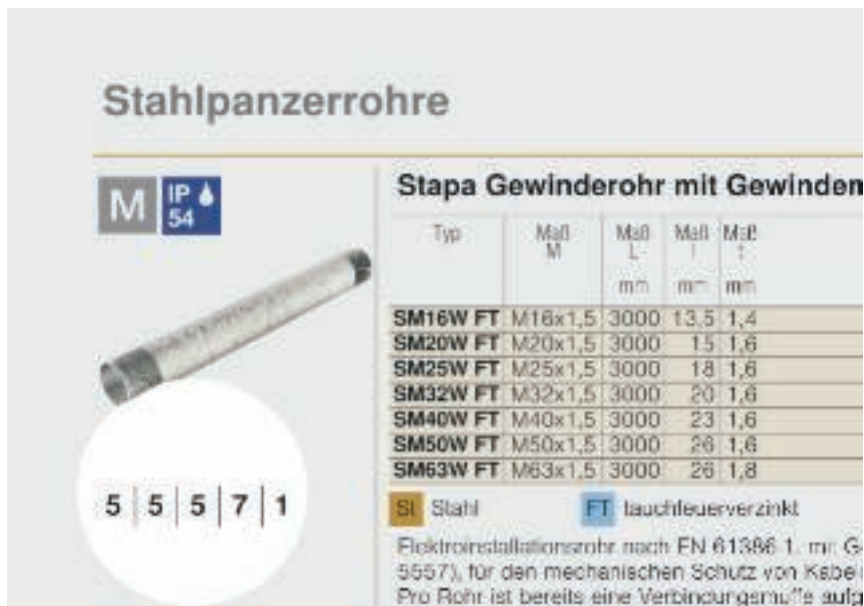 Stahlpanzerrohre
M IP 54
Stapa Gewinderohr mit Gewinden
Typ Maß M Maß L mm Maß l mm Maß t mm
SM16W FT M16x1,5 3000 13,5 1,4
SM20W FT M20x1,5 3000 15 1,6
SM25W FT M25x1,5 3000 18 1,6
SM32W FT M32x1,5 3000 20 1,6
SM40W FT M40x1,5 3000 23 1,6
SM50W FT M50x1,5 3000 26 1,6
SM63W FT M63x1,5 3000 26 1,8
5 5 5 7 1
St Stahl FT tauchfeuerverzinkt
Elektroinstallationsrohr nach EN 61386-1, mit G-
5557), für den mechanischen Schutz von Kabel
Pro Rohr ist bereits eine Verbindungsmuffe aufg